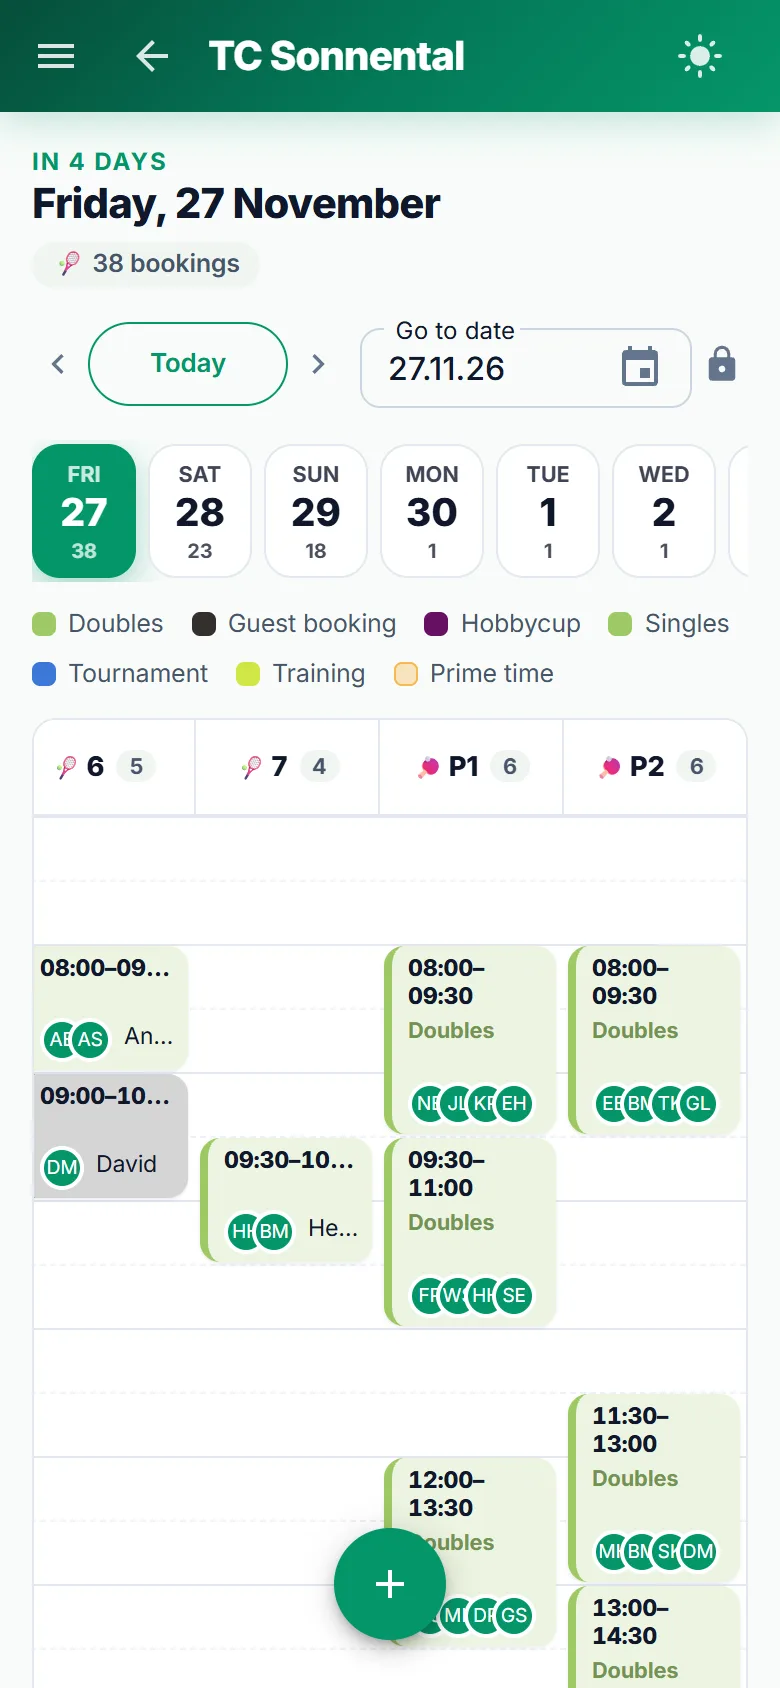 TC Sonnental
IN 4 DAYS
Friday, 27 November
38 bookings
Today
Go to date
27.11.26
FRI SAT SUN MON TUE WED
27 28 29 30 1 2
38 23 18 1 1 1
Doubles Guest booking Hobbycup Singles
Tournament Training Prime time
6 5 7 4 P1 6 P2 6
08:00–09...
AS An...
09:00–10...
DM David
09:30–10...
BM He...
08:00–
09:30
Doubles
EH
09:30–
11:00
Doubles
SE
12:00–
13:30
GS
08:00–
09:30
Doubles
GL
11:30–
13:00
Doubles
DM
13:00–
14:30
Doubles